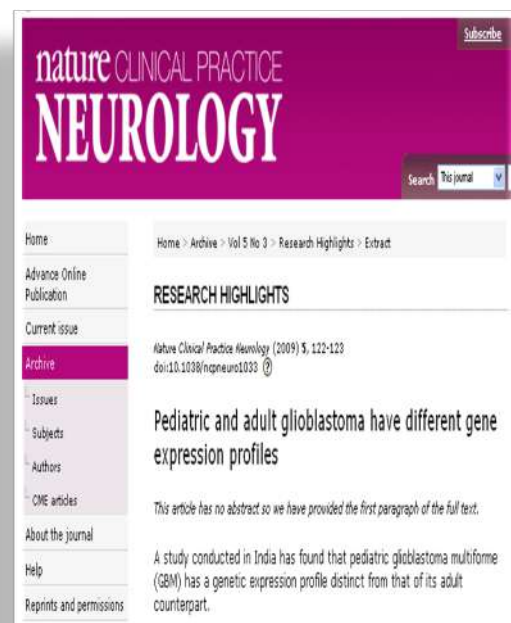 Subscribe
nature CLINICAL PRACTICE
NEUROLOGY
Search This journal
Home
Advance Online
Publication
Current issue
Archive
Issues
Subjects
Authors
CME articles
About the journal
Help
Reprints and permissions
Home > Archive > Vol 5 No 3 > Research Highlights > Extract
RESEARCH HIGHLIGHTS
Nature Clinical Practice Neurology (2009) 5, 122-123
doi:10.1038/ncpneuro1033 ?
Pediatric and adult glioblastoma have different gene
expression profiles
This article has no abstract so we have provided the first paragraph of the full text.
A study conducted in India has found that pediatric glioblastoma multiforme
(GBM) has a genetic expression profile distinct from that of its adult
counterpart.